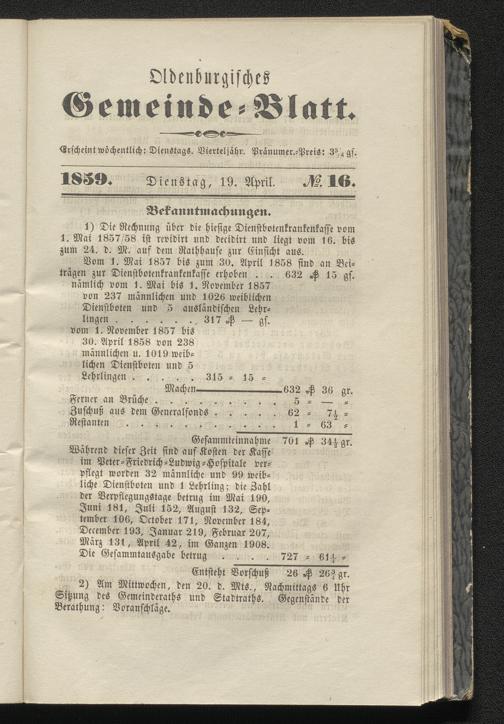 Oldenburgisches
Gemeinde-Blatt.
Erscheint wöchentlich: Dienstags. Vierteljähr. Pränumer.-Preis: 3¾ gs.
1859. Dienstag, 19. April. № 16.
Bekanntmachungen.
1) Die Rechnung über die hiesige Dienstbotenkrankenkasse vom
1. Mai 1857/58 ist revidirt und decidirt und liegt vom 16. bis
zum 24. d. M. auf dem Rathhause zur Einsicht aus.
Vom 1. Mai 1857 bis zum 30. April 1858 sind an Bei-
trägen zur Dienstbotenkrankenkasse erhoben . . . 632 ₰ 15 gs.
nämlich vom 1. Mai bis 1. November 1857
von 237 männlichen und 1026 weiblichen
Dienstboten und 5 ausländischen Lehr-
lingen . . . . . . 317 ₰ — gs.
vom 1. November 1857 bis
30. April 1858 von 238
männlichen u. 1019 weib-
lichen Dienstboten und 5
Lehrlingen . . . . . 315 = 15 =
Machen 632 ₰ 36 gr.
Ferner an Brüche . . . . . . . . . 5 = — =
Zuschuß aus dem Generalfonds . . . . . 62 = 7½ =
Restanten . . . . . . . . . . 1 = 63 =
Gesammteinnahme 701 ₰ 34½ gr.
Während dieser Zeit sind auf Kosten der Kasse
im Peter-Friedrich-Ludwig-Hospitale ver-
pflegt worden 32 männliche und 99 weib-
liche Dienstboten und 1 Lehrling; die Zahl
der Verpflegungstage betrug im Mai 190,
Juni 181, Juli 152, August 132, Sep-
tember 106, October 171, November 184,
December 193, Januar 219, Februar 207,
März 131, April 42, im Ganzen 1908.
Die Gesammtausgabe betrug . . . . 727 = 61½ =
Entsteht Vorschuß 26 ₰ 26⅔ gr.
2) Am Mittwochen, den 20. d. Mts., Nachmittags 6 Uhr
Sitzung des Gemeinderaths und Stadtraths. Gegenstände der
Berathung: Voranschläge.